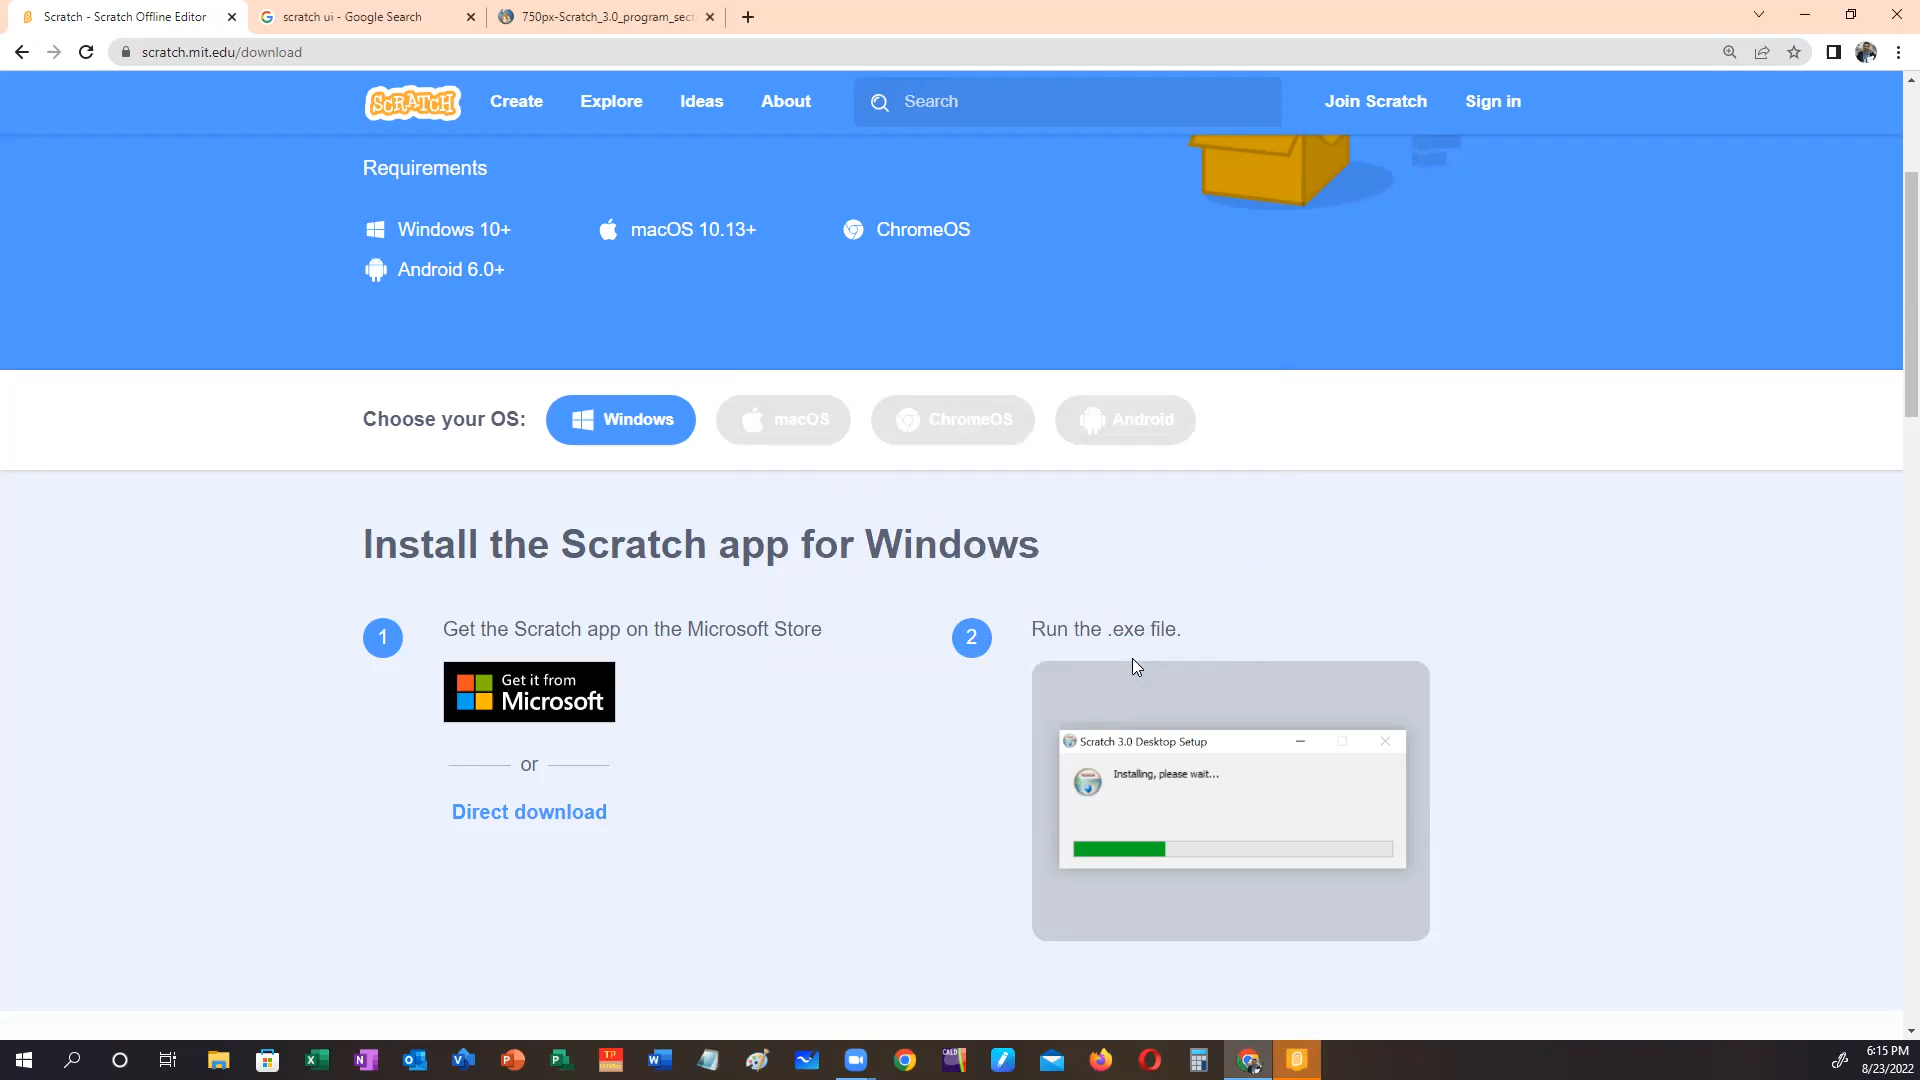 Scratch - Scratch Offline Editor
scratch ui - Google Search
750px-Scratch_3.0_program_sect
scratch.mit.edu/download
SCRATCH
Create
Explore
Ideas
About
Search
Join Scratch
Sign in
Requirements
Windows 10+
macOS 10.13+
ChromeOS
Android 6.0+
Choose your OS:
Windows
macOS
ChromeOS
Android
Install the Scratch app for Windows
1
Get the Scratch app on the Microsoft Store
Get it from
Microsoft
or
Direct download
2
Run the .exe file.
Scratch 3.0 Desktop Setup
Installing, please wait...
CALD
TP
6:15 PM
8/23/2022